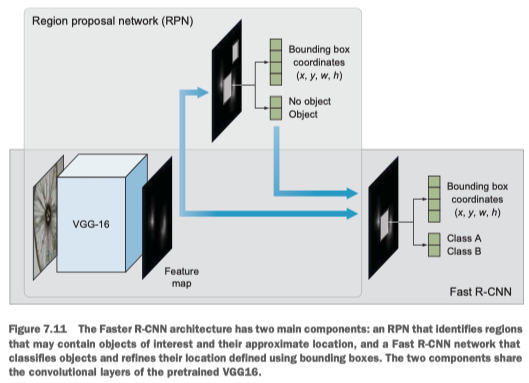 Region proposal network (RPN)
Bounding box
coordinates
(x, y, w, h)
No object
Object
VGG-16
Feature
map
Bounding box
coordinates
(x, y, w, h)
Class A
Class B
Fast R-CNN
Figure 7.11 The Faster R-CNN architecture has two main components: an RPN that identifies regions
that may contain objects of interest and their approximate location, and a Fast R-CNN network that
classifies objects and refines their location defined using bounding boxes. The two components share
the convolutional layers of the pretrained VGG16.